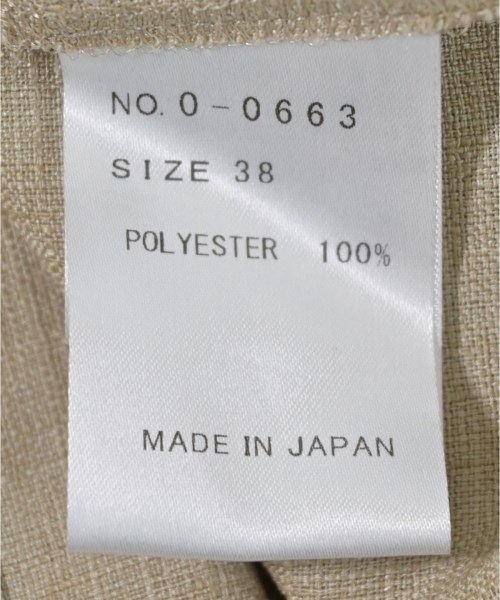 NO. 0-0663
SIZE 38
POLYESTER 100%
MADE IN JAPAN